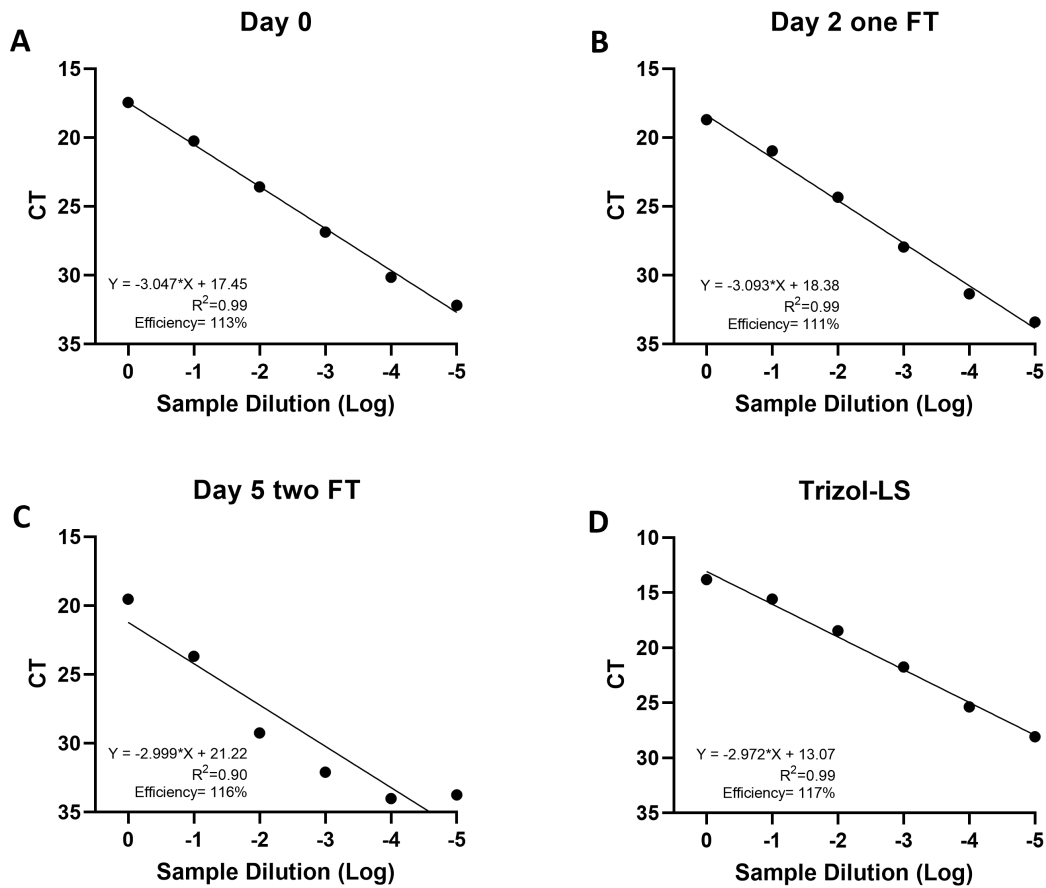 A
Day 0
15
20
25
30
35
CT
Y = -3.047*X + 17.45
R²=0.99
Efficiency= 113%
0 -1 -2 -3 -4 -5
Sample Dilution (Log)
B
Day 2 one FT
15
20
25
30
35
CT
Y = -3.093*X + 18.38
R²=0.99
Efficiency= 111%
0 -1 -2 -3 -4 -5
Sample Dilution (Log)
C
Day 5 two FT
15
20
25
30
35
CT
Y = -2.999*X + 21.22
R²=0.90
Efficiency= 116%
0 -1 -2 -3 -4 -5
Sample Dilution (Log)
D
Trizol-LS
10
15
20
25
30
35
CT
Y = -2.972*X + 13.07
R²=0.99
Efficiency= 117%
0 -1 -2 -3 -4 -5
Sample Dilution (Log)